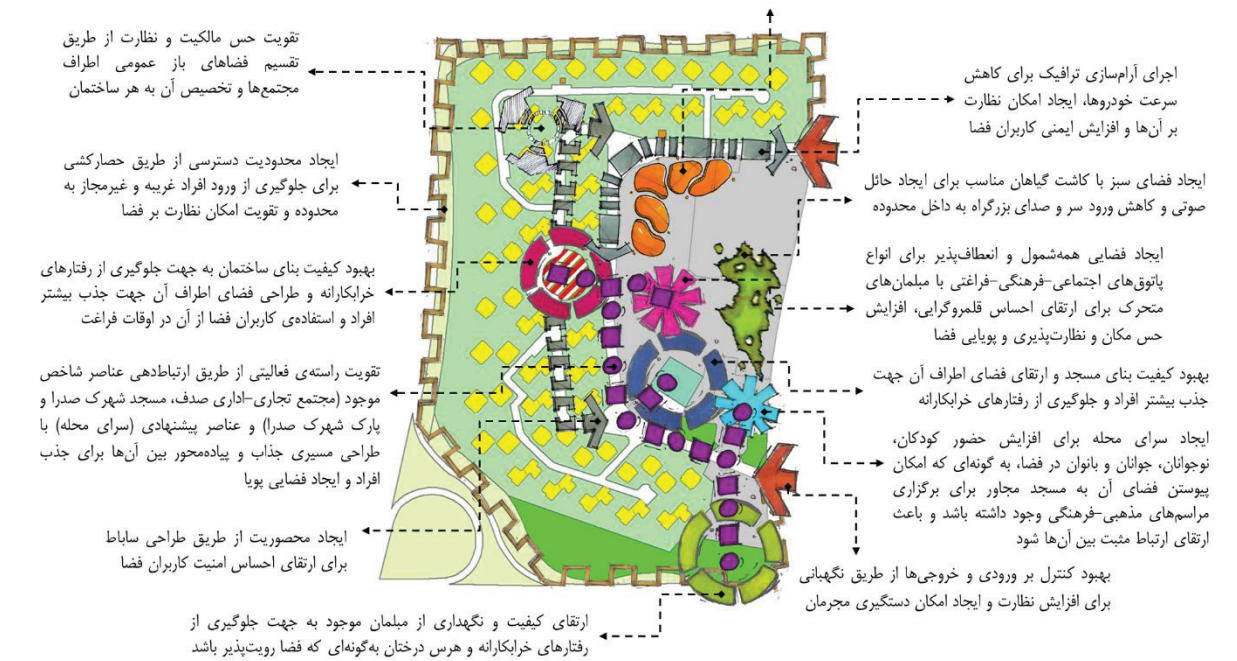 اجرای آرام‌سازی ترافیک برای کاهش
سرعت خودروها، ایجاد امکان نظارت
بر آن‌ها و افزایش ایمنی کاربران فضا
ایجاد فضای سبز با کاشت گیاهان مناسب برای ایجاد حائل
صوتی و کاهش ورود سر و صدای بزرگراه به داخل محدوده
ایجاد فضایی همه‌شمول و انعطاف‌پذیر برای انواع
پاتوق‌های اجتماعی-فرهنگی-فراغتی با مبلمان‌های
متحرک برای ارتقای احساس قلمروگرایی، افزایش
حس مکان و نظارت‌پذیری و پویایی فضا
بهبود کیفیت بنای مسجد و ارتقای فضای اطراف آن جهت
جذب بیشتر افراد و جلوگیری از رفتارهای خرابکارانه
ایجاد سرای محله برای افزایش حضور کودکان،
نوجوانان، جوانان و بانوان در فضا، به گونه‌ای که امکان
پیوستن فضای آن به مسجد مجاور برای برگزاری
مراسم‌های مذهبی-فرهنگی وجود داشته باشد و باعث
ارتقای ارتباط مثبت بین آن‌ها شود
بهبود کنترل بر ورودی و خروجی‌ها از طریق نگهبانی
برای افزایش نظارت و ایجاد امکان دستگیری مجرمان
تقویت حس مالکیت و نظارت از طریق
تقسیم فضاهای باز عمومی اطراف
مجتمع‌ها و تخصیص آن به هر ساختمان
ایجاد محدودیت دسترسی از طریق حصارکشی
برای جلوگیری از ورود افراد غریبه و غیرمجاز به
محدوده و تقویت امکان نظارت بر فضا
بهبود کیفیت بنای ساختمان به جهت جلوگیری از رفتارهای
خرابکارانه و طراحی فضای اطراف آن جهت جذب بیشتر
افراد و استفاده‌ی کاربران فضا از آن در اوقات فراغت
تقویت راسته‌ی فعالیتی از طریق ارتباط‌دهی عناصر شاخص
موجود (مجتمع تجاری-اداری صدف، مسجد شهرک صدرا و
پارک شهرک صدرا) و عناصر پیشنهادی (سرای محله) با
طراحی مسیری جذاب و پیاده‌محور بین آن‌ها برای جذب
افراد و ایجاد فضایی پویا
ایجاد محصوریت از طریق طراحی ساباط
برای ارتقای احساس امنیت کاربران فضا
ارتقای کیفیت و نگهداری از مبلمان موجود به جهت جلوگیری از
رفتارهای خرابکارانه و هرس درختان به‌گونه‌ای که فضا رویت‌پذیر باشد